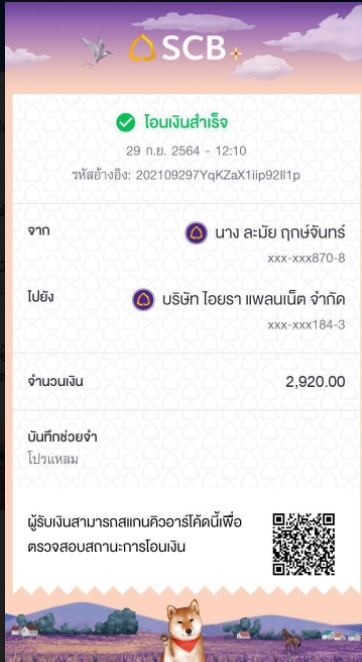 SCB
โอนเงินสำเร็จ
29 ก.ย. 2564 - 12:10
รหัสอ้างอิง: 202109297YqKZaX1iip92Il1p
จาก
นาง ละมัย ฤกษ์จันทร์
xxx-xxx870-8
ไปยัง
บริษัท ไอยรา แพลนเน็ต จำกัด
xxx-xxx184-3
จำนวนเงิน
2,920.00
บันทึกช่วยจำ
โปรแหลม
ผู้รับเงินสามารถสแกนคิวอาร์โค้ดนี้เพื่อ
ตรวจสอบสถานะการโอนเงิน